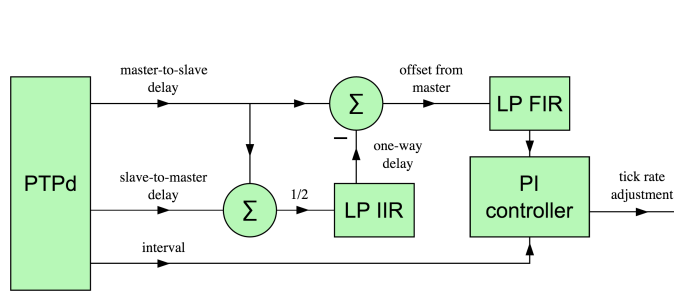 master-to-slave
delay
offset from
master
Σ
LP FIR
–
one-way
delay
PTPd
slave-to-master
delay
Σ
1/2
LP IIR
PI
controller
tick rate
adjustment
interval